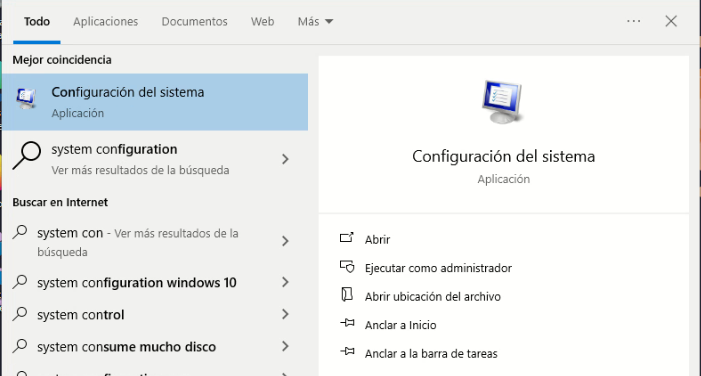 Todo Aplicaciones Documentos Web Más
Mejor coincidencia
Configuración del sistema
Aplicación
system configuration
Ver más resultados de la búsqueda
Buscar en Internet
system con - Ver más resultados de la
búsqueda
system configuration windows 10
system control
system consume mucho disco
Configuración del sistema
Aplicación
Abrir
Ejecutar como administrador
Abrir ubicación del archivo
Anclar a Inicio
Anclar a la barra de tareas